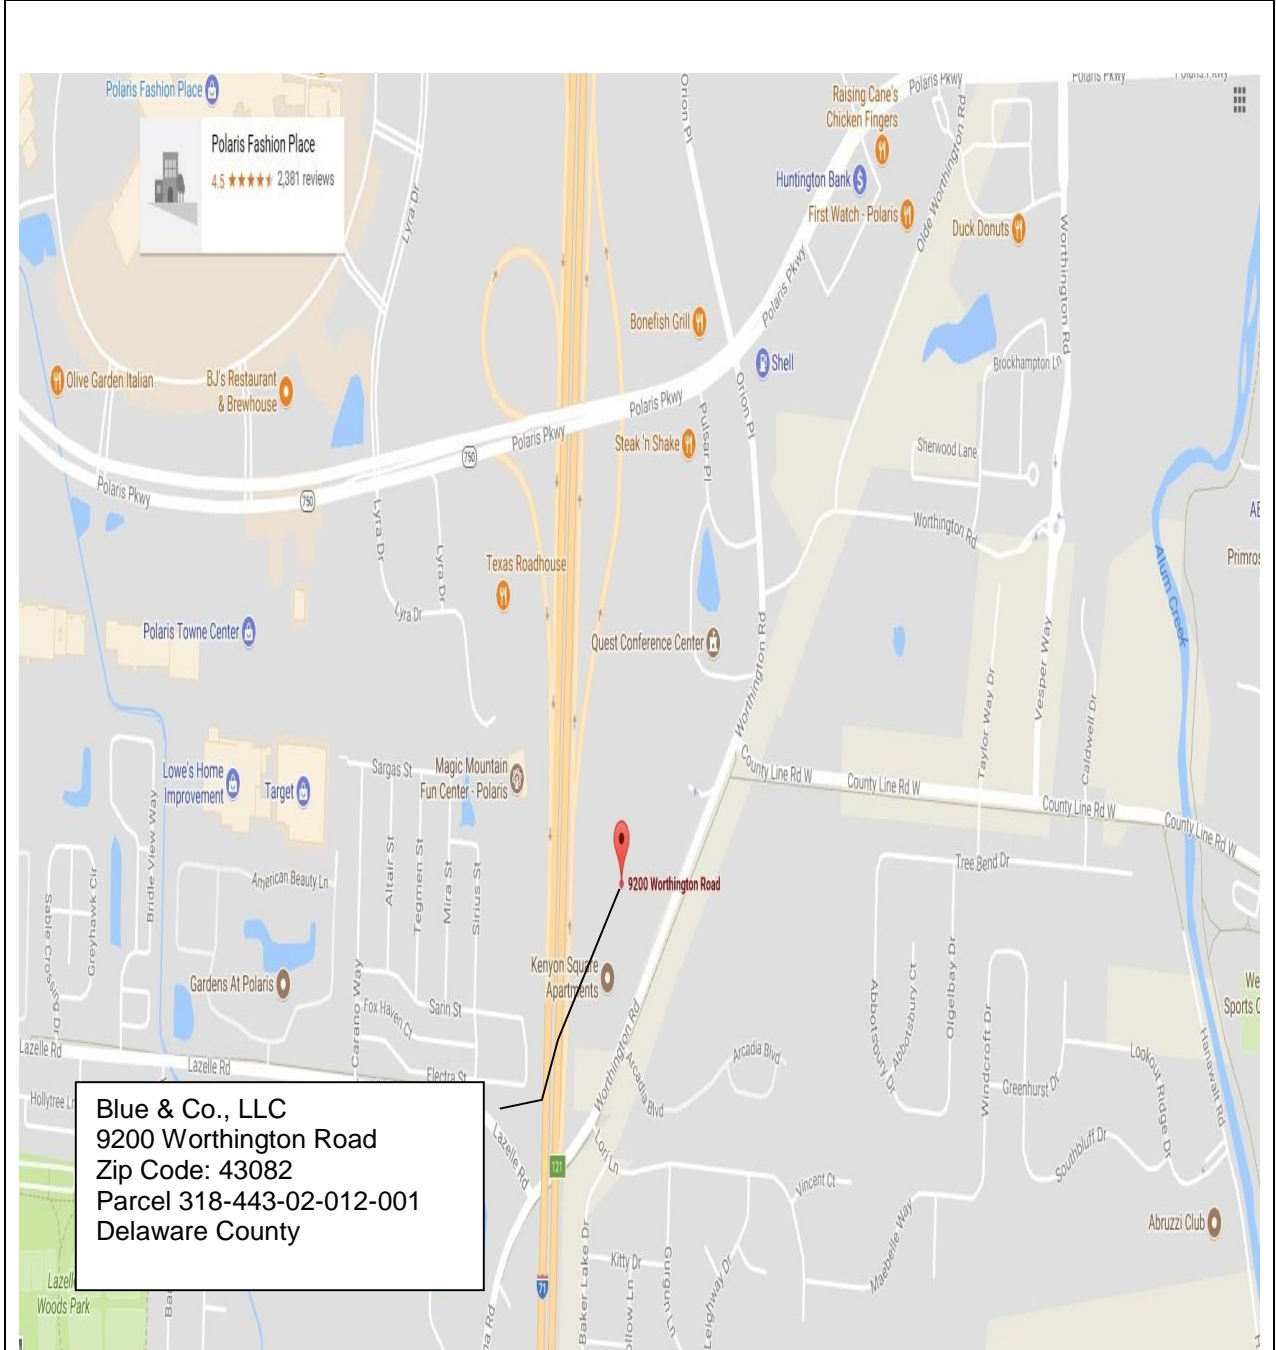 Polaris Fashion Place
Polaris Fashion Place
4.5 2,381 reviews
Lyra Dr
Orion Pl
Raising Cane's
Chicken Fingers
Polaris Pkwy
Polaris Pkwy
Polaris Pkwy
Huntington Bank
First Watch - Polaris
Olde Worthington Rd
Duck Donuts
Worthington Rd
Polaris Pkwy
Bonefish Grill
Shell
Brockhampton Ln
Olive Garden Italian
BJ's Restaurant
& Brewhouse
Polaris Pkwy
Orion Pl
Polaris Pkwy
Pulsar Pl
Steak 'n Shake
Sherwood Lane
750
Polaris Pkwy
750
Lyra Dr
Lyra Dr
Worthington Rd
Alum Creek
Texas Roadhouse
Lyra Dr
Polaris Towne Center
Quest Conference Center
Worthington Rd
Taylor Way Dr
Vesper Way
Caldwell Dr
Lowe's Home
Improvement
Target
Sargas St
Magic Mountain
Fun Center - Polaris
County Line Rd W
County Line Rd W
County Line Rd W
County Line Rd W
Bridle View Way
Altair St
Tegmen St
Mira St
Sirius St
American Beauty Ln
9200 Worthington Road
Tree Bend Dr
Sable Crossing Dr
Greyhawk Cir
Gardens At Polaris
Carano Way
Fox Haven Ct
Sarin St
Kenyon Square
Apartments
Worthington Rd
Abbotsbury Dr
Abbotsbury Ct
Olgelbay Dr
Windcroft Dr
Sports C
Lazelle Rd
Lazelle Rd
Electra St
Arcadia Blvd
Arcadia Blvd
Greenhurst Dr
Lookout Ridge Dr
Hanawalt Rd
Blue & Co., LLC
9200 Worthington Road
Zip Code: 43082
Parcel 318-443-02-012-001
Delaware County
Lazelle Rd
121
Lori Ln
Vincent Ct
Southbluff Dr
Maebelle Way
Abruzzi Club
Baker Lake Dr
Kitty Dr
Leighway Dr
71
Woods Park